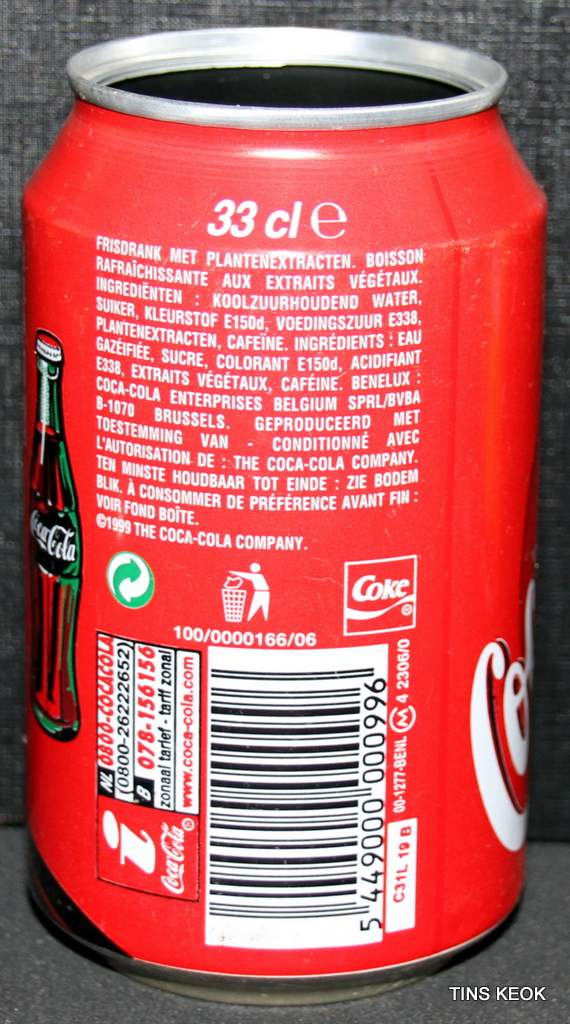 33 cl ℮
FRISDRANK MET PLANTENEXTRACTEN. BOISSON
RAFRAÎCHISSANTE AUX EXTRAITS VÉGÉTAUX.
INGREDIËNTEN : KOOLZUURHOUDEND WATER,
SUIKER, KLEURSTOF E150d, VOEDINGSZUUR E338,
PLANTENEXTRACTEN, CAFEÏNE. INGRÉDIENTS : EAU
GAZÉIFIÉE, SUCRE, COLORANT E150d, ACIDIFIANT
E338, EXTRAITS VÉGÉTAUX, CAFÉINE. BENELUX :
COCA-COLA ENTERPRISES BELGIUM SPRL/BVBA
B-1070 BRUSSELS. GEPRODUCEERD MET
TOESTEMMING VAN - CONDITIONNÉ AVEC
L'AUTORISATION DE : THE COCA-COLA COMPANY.
TEN MINSTE HOUDBAAR TOT EINDE : ZIE BODEM
BLIK. À CONSOMMER DE PRÉFÉRENCE AVANT FIN :
VOIR FOND BOÎTE.
©1999 THE COCA-COLA COMPANY.
Coca-Cola
Coke ®
100/0000166/06
NL 0800-COCACOLA
(0800-26222652)
B 078-156156
zonaal tarief - tarif zonal
www.coca-cola.com
i Coca-Cola ®
5 449000 000996
00-1277-BENL M 4 2306/0
C31L 19 B
TINS KEOK